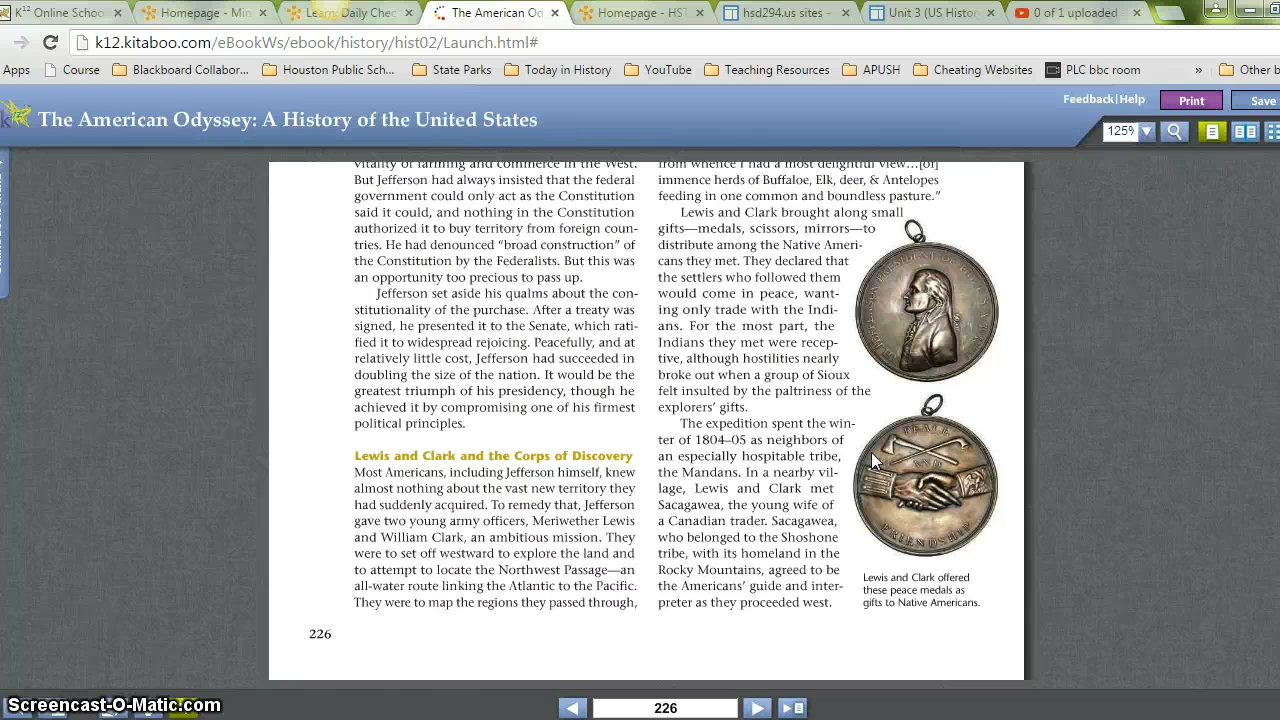 K¹² Online Schoo
Homepage - Mic
Learn: Daily Chec
The American Od
Homepage - HST
hsd294.us sites -
Unit 3 (US Histor
0 of 1 uploaded
k12.kitaboo.com/eBookWs/ebook/history/hist02/Launch.html#
Apps
Course
Blackboard Collabor...
Houston Public Sch...
State Parks
Today in History
YouTube
Teaching Resources
APUSH
Cheating Websites
PLC bbc room
»
Other b
Feedback|Help
Print
Save
The American Odyssey: A History of the United States
125%
vitality of farming and commerce in the West.
But Jefferson had always insisted that the federal
government could only act as the Constitution
said it could, and nothing in the Constitution
authorized it to buy territory from foreign coun-
tries. He had denounced “broad construction” of
the Constitution by the Federalists. But this was
an opportunity too precious to pass up.
Jefferson set aside his qualms about the con-
stitutionality of the purchase. After a treaty was
signed, he presented it to the Senate, which rati-
fied it to widespread rejoicing. Peacefully, and at
relatively little cost, Jefferson had succeeded in
doubling the size of the nation. It would be the
greatest triumph of his presidency, though he
achieved it by compromising one of his firmest
political principles.
Lewis and Clark and the Corps of Discovery
Most Americans, including Jefferson himself, knew
almost nothing about the vast new territory they
had suddenly acquired. To remedy that, Jefferson
gave two young army officers, Meriwether Lewis
and William Clark, an ambitious mission. They
were to set off westward to explore the land and
to attempt to locate the Northwest Passage—an
all-water route linking the Atlantic to the Pacific.
They were to map the regions they passed through,
from whence I had a most delightful view...[of]
immence herds of Buffaloe, Elk, deer, & Antelopes
feeding in one common and boundless pasture.”
Lewis and Clark brought along small
gifts—medals, scissors, mirrors—to
distribute among the Native Ameri-
cans they met. They declared that
the settlers who followed them
would come in peace, want-
ing only trade with the Indi-
ans. For the most part, the
Indians they met were recep-
tive, although hostilities nearly
broke out when a group of Sioux
felt insulted by the paltriness of the
explorers’ gifts.
The expedition spent the win-
ter of 1804–05 as neighbors of
an especially hospitable tribe,
the Mandans. In a nearby vil-
lage, Lewis and Clark met
Sacagawea, the young wife of
a Canadian trader. Sacagawea,
who belonged to the Shoshone
tribe, with its homeland in the
Rocky Mountains, agreed to be
the Americans’ guide and inter-
preter as they proceeded west.
PEACE
AND
FRIENDSHIP
Lewis and Clark offered
these peace medals as
gifts to Native Americans.
226
Screencast-O-Matic.com
226